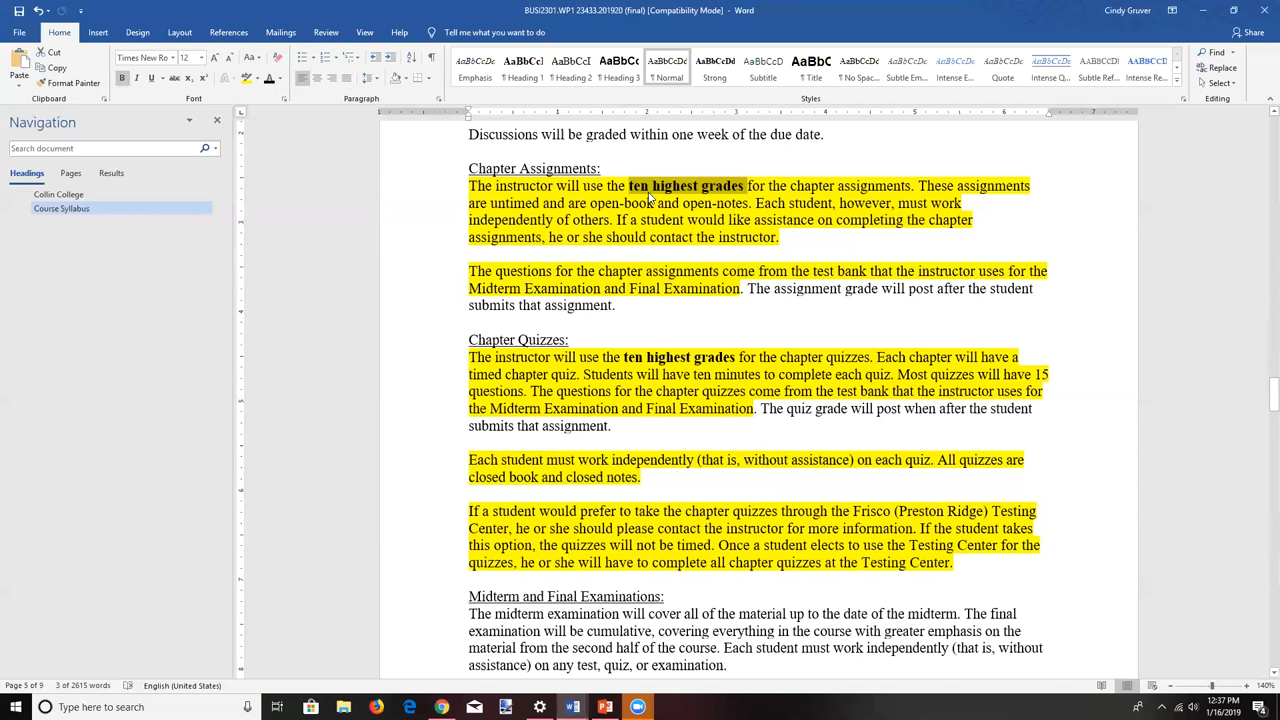 BUSI2301.WP1 23433.201920 (1) [Compatibility Mode] - Word
Cindy Gruver
File Home Insert Design Layout References Mailings Review View Help Tell me what you want to do Share
Paste Cut Copy Format Painter Clipboard
Times New Ro 12 Font
Paragraph
AaBbCcDc Emphasis AaBbCc ¶ Heading 1 AaBbCcI ¶ Heading 2 AaBbCc ¶ Heading 3 AaBbCcI ¶ Normal AaBbCcI Strong AaBbCcD Subtitle AaBbC ¶ Title AaBbCcI ¶ No Spac... AaBbCcDc Subtle Em... AaBbCcDc Intense E... AaBbCcDc Quote AaBbCcDc Intense Q... AABBCCDD Subtle Ref... AABBCCDD Intense Re...
Styles
Find Replace Select Editing
Navigation
Search document
Headings Pages Results
Collin College
Course Syllabus
Discussions will be graded within one week of the due date.
Chapter Assignments:
The instructor will use the ten highest grades for the chapter assignments. These assignments
are untimed and are open-book and open-notes. Each student, however, must work
independently of others. If a student would like assistance on completing the chapter
assignments, he or she should contact the instructor.
The questions for the chapter assignments come from the test bank that the instructor uses for the
Midterm Examination and Final Examination. The assignment grade will post after the student
submits that assignment.
Chapter Quizzes:
The instructor will use the ten highest grades for the chapter quizzes. Each chapter will have a
timed chapter quiz. Students will have ten minutes to complete each quiz. Most quizzes will have 15
questions. The questions for the chapter quizzes come from the test bank that the instructor uses for
the Midterm Examination and Final Examination. The quiz grade will post when after the student
submits that assignment.
Each student must work independently (that is, without assistance) on each quiz. All quizzes are
closed book and closed notes.
If a student would prefer to take the chapter quizzes through the Frisco (Preston Ridge) Testing
Center, he or she should please contact the instructor for more information. If the student takes
this option, the quizzes will not be timed. Once a student elects to use the Testing Center for the
quizzes, he or she will have to complete all chapter quizzes at the Testing Center.
Midterm and Final Examinations:
The midterm examination will cover all of the material up to the date of the midterm. The final
examination will be cumulative, covering everything in the course with greater emphasis on the
material from the second half of the course. Each student must work independently (that is, without
assistance) on any test, quiz, or examination.
Page 5 of 9 3 of 2615 words English (United States) 140%
Type here to search
12:37 PM
1/16/2019